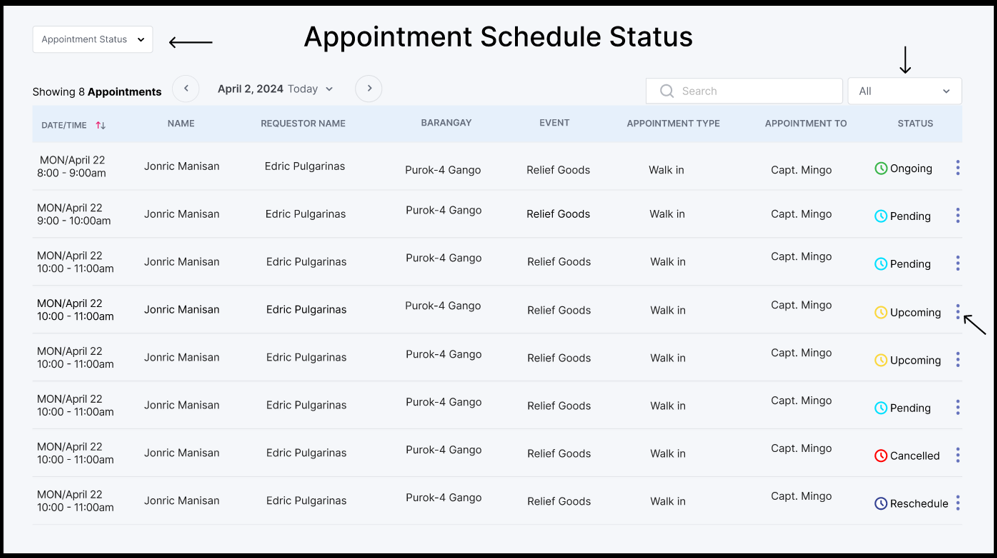 Appointment Status
Appointment Schedule Status
Showing 8 Appointments
April 2, 2024 Today
Search
All
DATE/TIME NAME REQUESTOR NAME BARANGAY EVENT APPOINTMENT TYPE APPOINTMENT TO STATUS
MON/April 22
8:00 - 9:00am Jonric Manisan Edric Pulgarinas Purok-4 Gango Relief Goods Walk in Capt. Mingo Ongoing
MON/April 22
9:00 - 10:00am Jonric Manisan Edric Pulgarinas Purok-4 Gango Relief Goods Walk in Capt. Mingo Pending
MON/April 22
10:00 - 11:00am Jonric Manisan Edric Pulgarinas Purok-4 Gango Relief Goods Walk in Capt. Mingo Pending
MON/April 22
10:00 - 11:00am Jonric Manisan Edric Pulgarinas Purok-4 Gango Relief Goods Walk in Capt. Mingo Upcoming
MON/April 22
10:00 - 11:00am Jonric Manisan Edric Pulgarinas Purok-4 Gango Relief Goods Walk in Capt. Mingo Upcoming
MON/April 22
10:00 - 11:00am Jonric Manisan Edric Pulgarinas Purok-4 Gango Relief Goods Walk in Capt. Mingo Pending
MON/April 22
10:00 - 11:00am Jonric Manisan Edric Pulgarinas Purok-4 Gango Relief Goods Walk in Capt. Mingo Cancelled
MON/April 22
10:00 - 11:00am Jonric Manisan Edric Pulgarinas Purok-4 Gango Relief Goods Walk in Capt. Mingo Reschedule